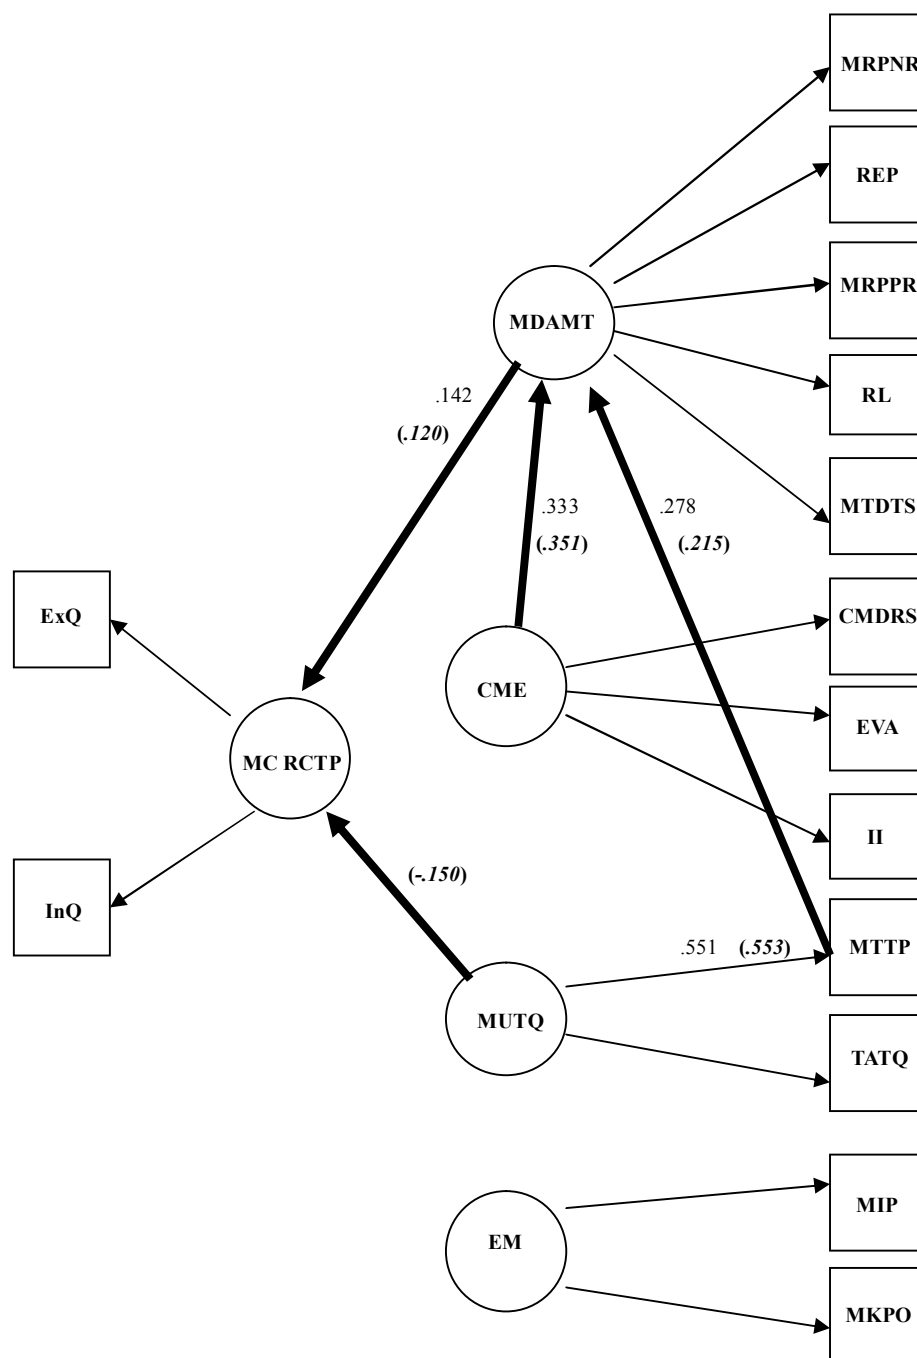 MRPNR
REP
MRPPR
MDAMT
RL
.142
(.120)
MTDTS
.333
(.351)
.278
(.215)
ExQ
CMDRS
CME
EVA
MC RCTP
II
InQ
(-.150)
.551 (.553)
MTTP
MUTQ
TATQ
MIP
EM
MKPO